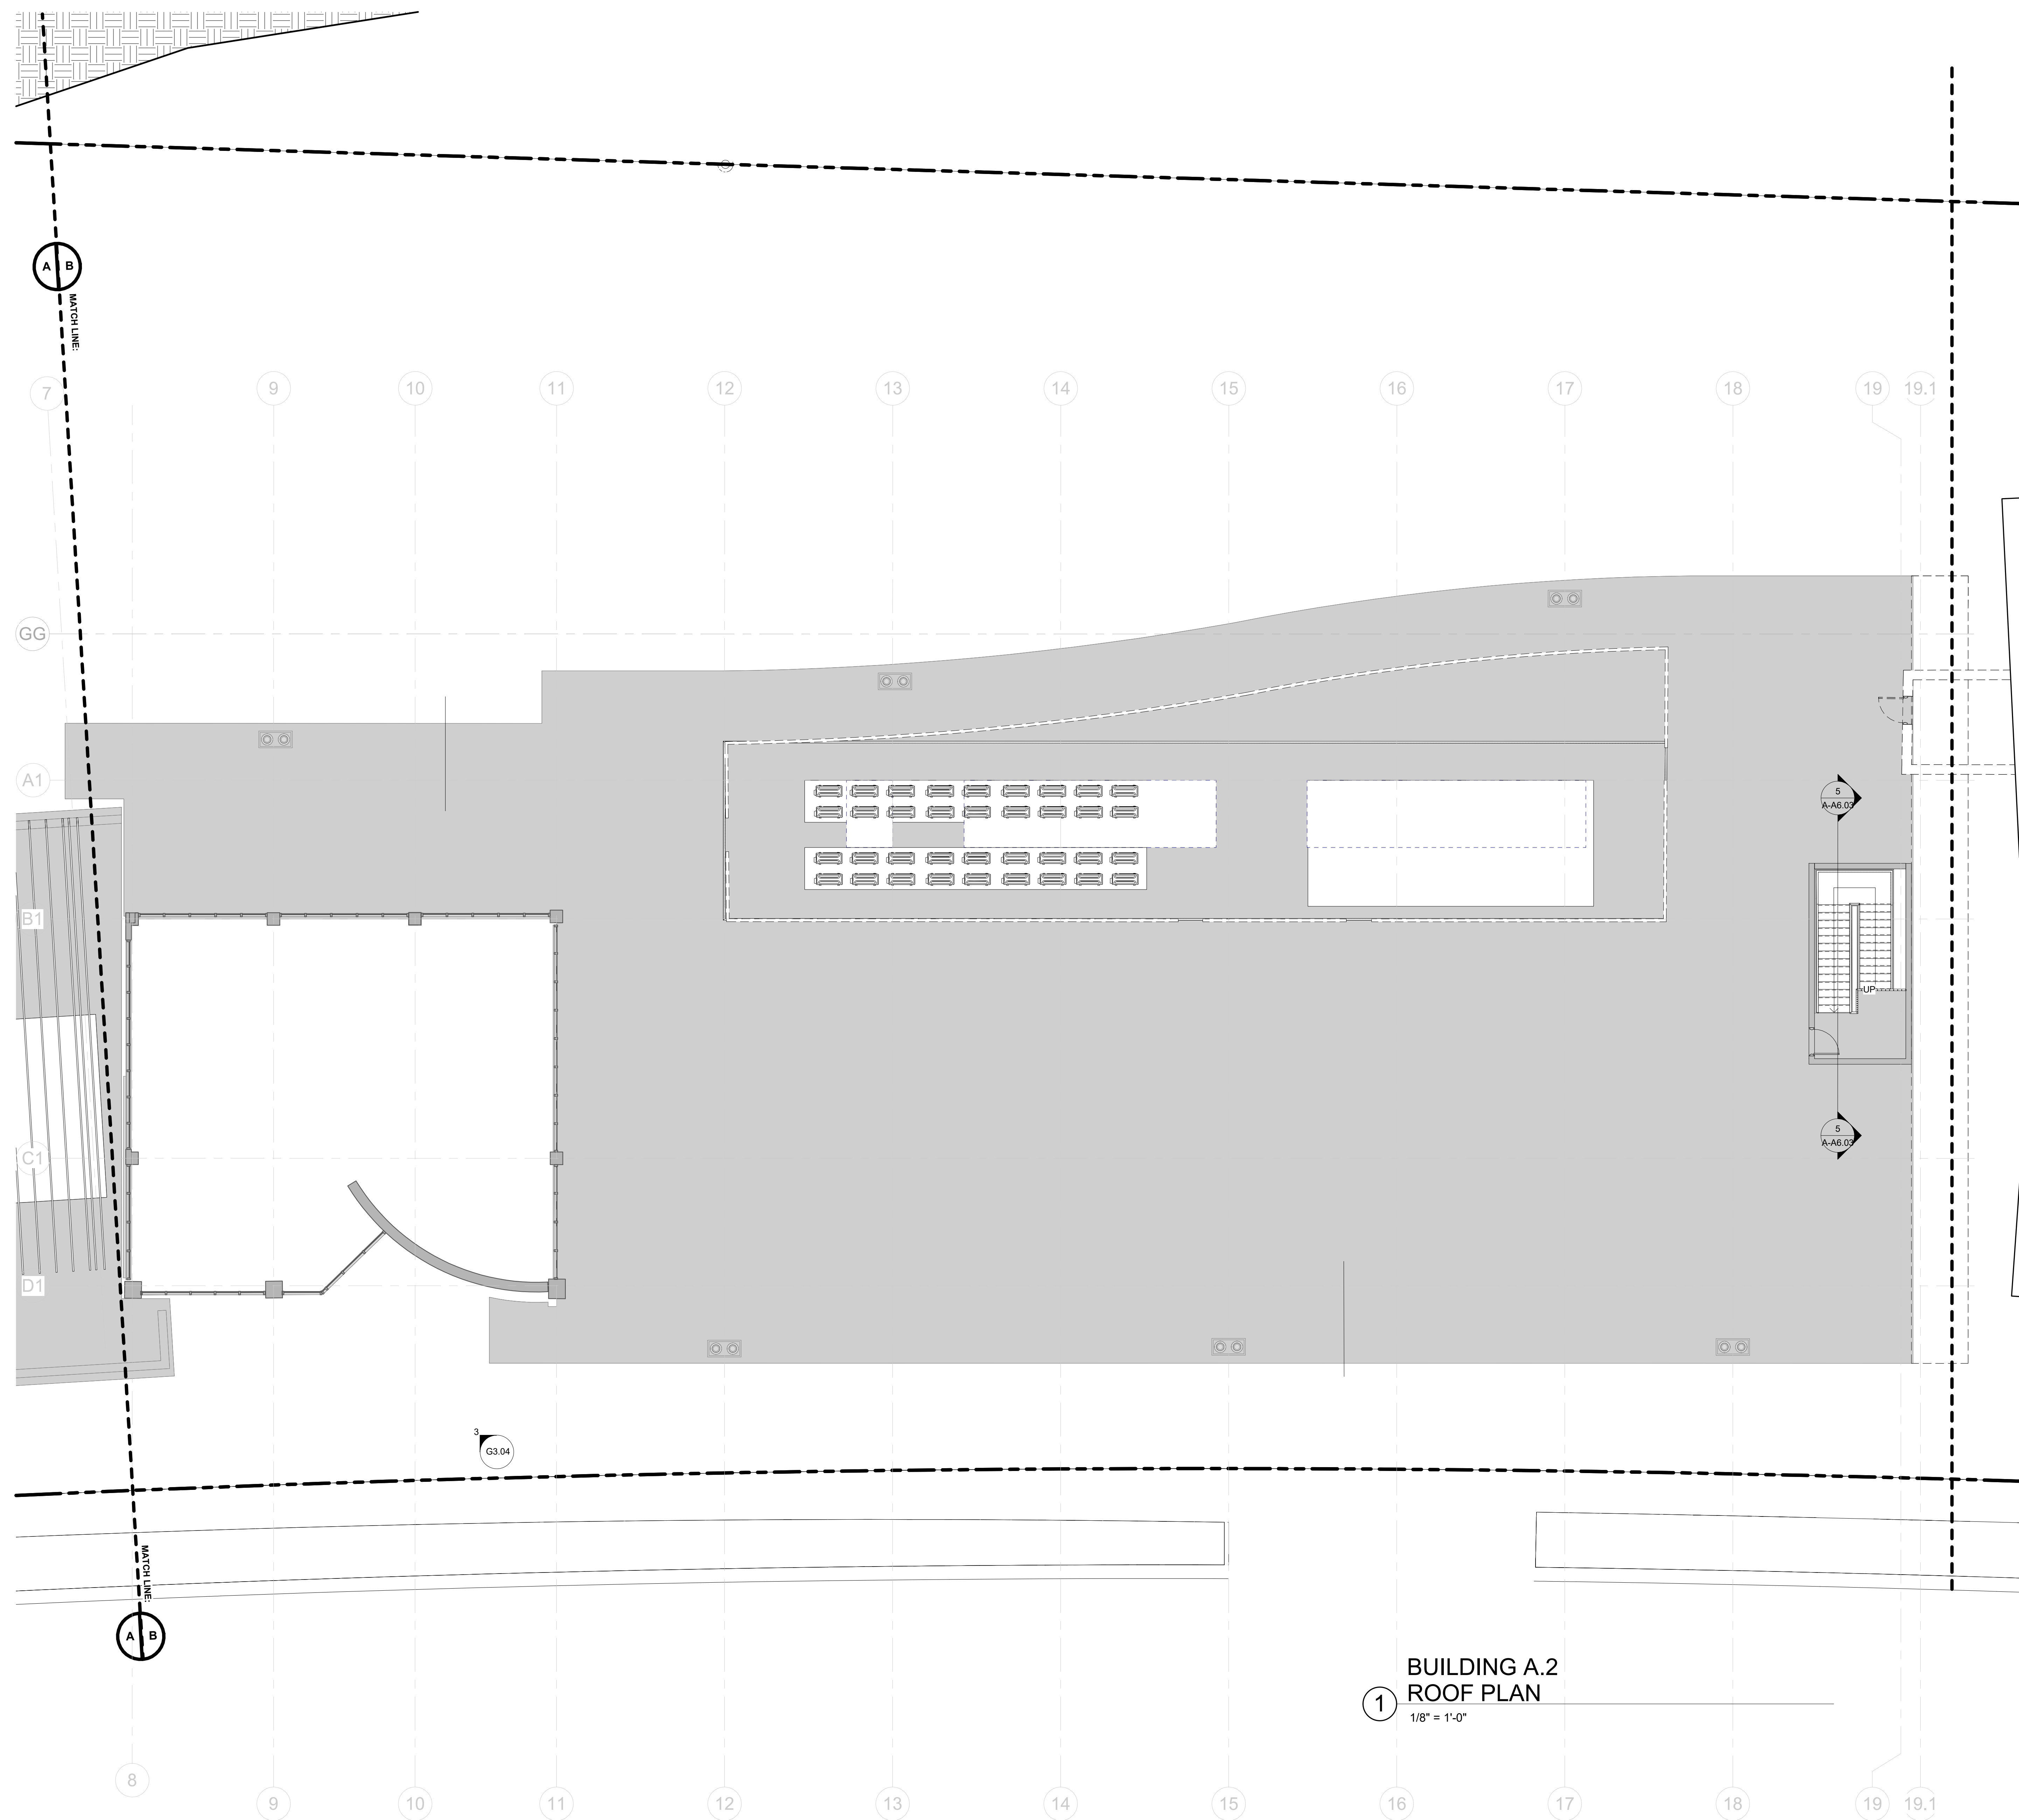 A B
MATCH LINE:
7 9 10 11 12 13 14 15 16 17 18 19 19.1
GG
A1
5
A-A6.03
B1
UP
5
A-A6.03
C1
D1
3
G3.04
MATCH LINE:
A B
BUILDING A.2
1 ROOF PLAN
1/8" = 1'-0"
8
9 10 11 12 13 14 15 16 17 18 19 19.1